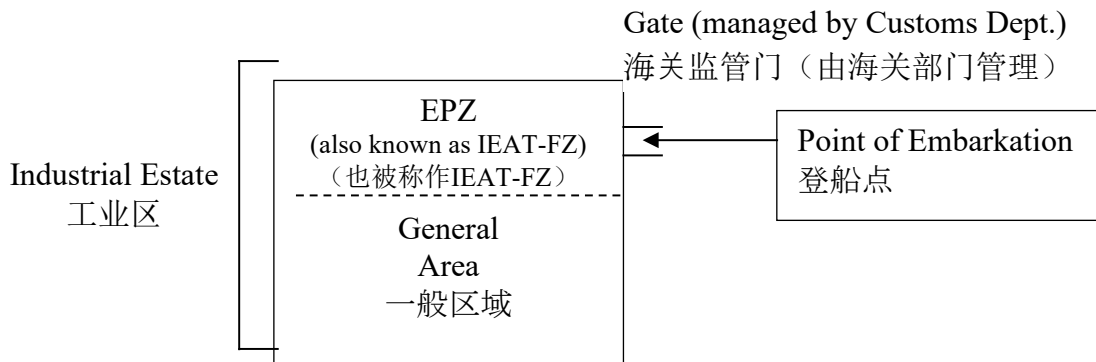 Gate (managed by Customs Dept.)
海关监管门（由海关部门管理）
EPZ
(also known as IEAT-FZ)
（也被称作IEAT-FZ）
Industrial Estate
工业区
Point of Embarkation
登船点
General
Area
一般区域